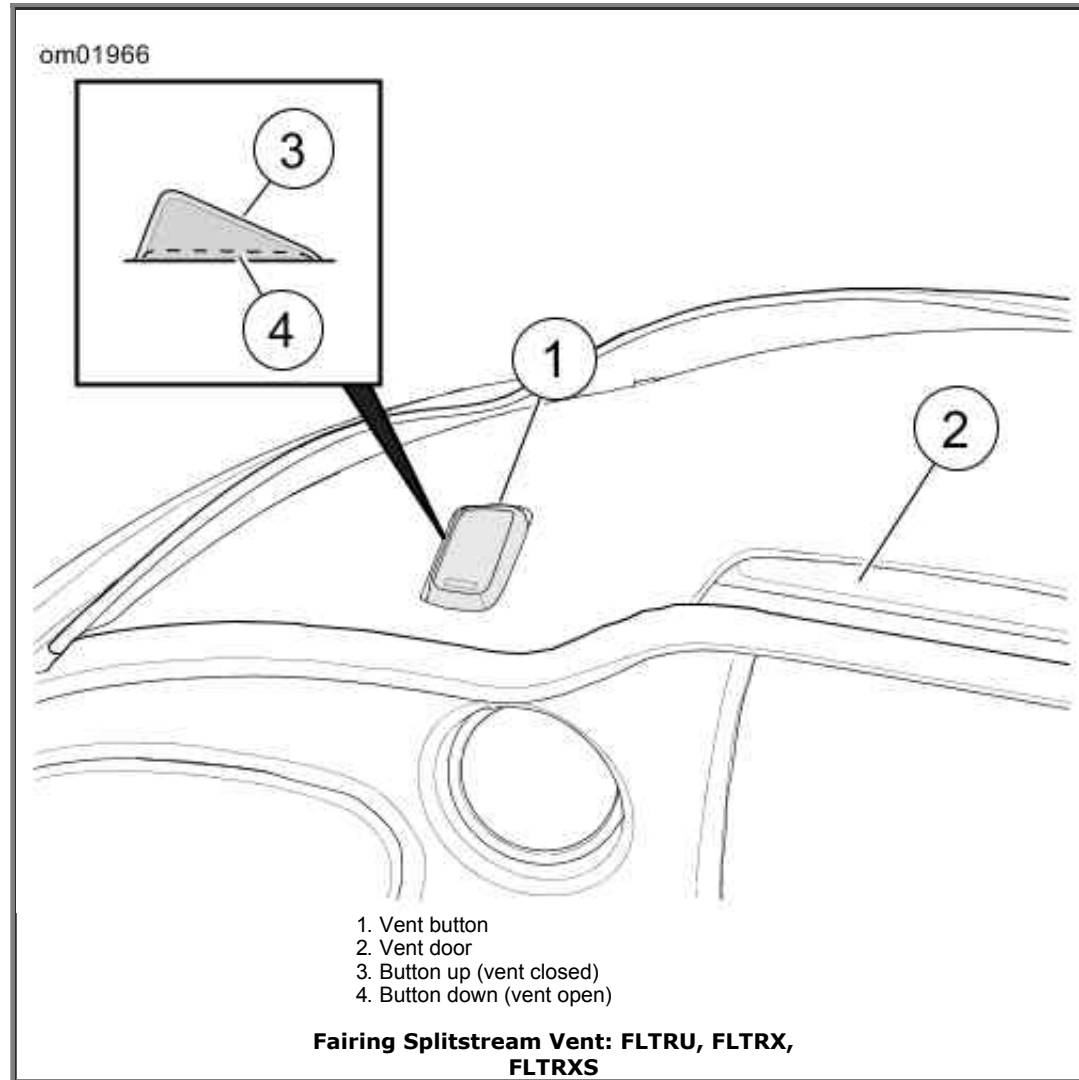 om01966
3
4
1
2
1. Vent button
2. Vent door
3. Button up (vent closed)
4. Button down (vent open)
Fairing Splitstream Vent: FLTRU, FLTRX,
FLTRXS